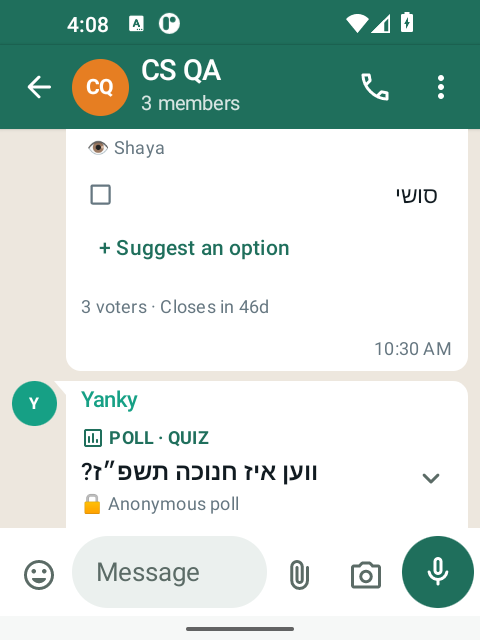 4:08
A
CQ
CS QA
3 members
Shaya
סושי
+ Suggest an option
3 voters · Closes in 46d
10:30 AM
Y
Yanky
POLL · QUIZ
ווען איז חנוכה תשפ״ז?
Anonymous poll
Message